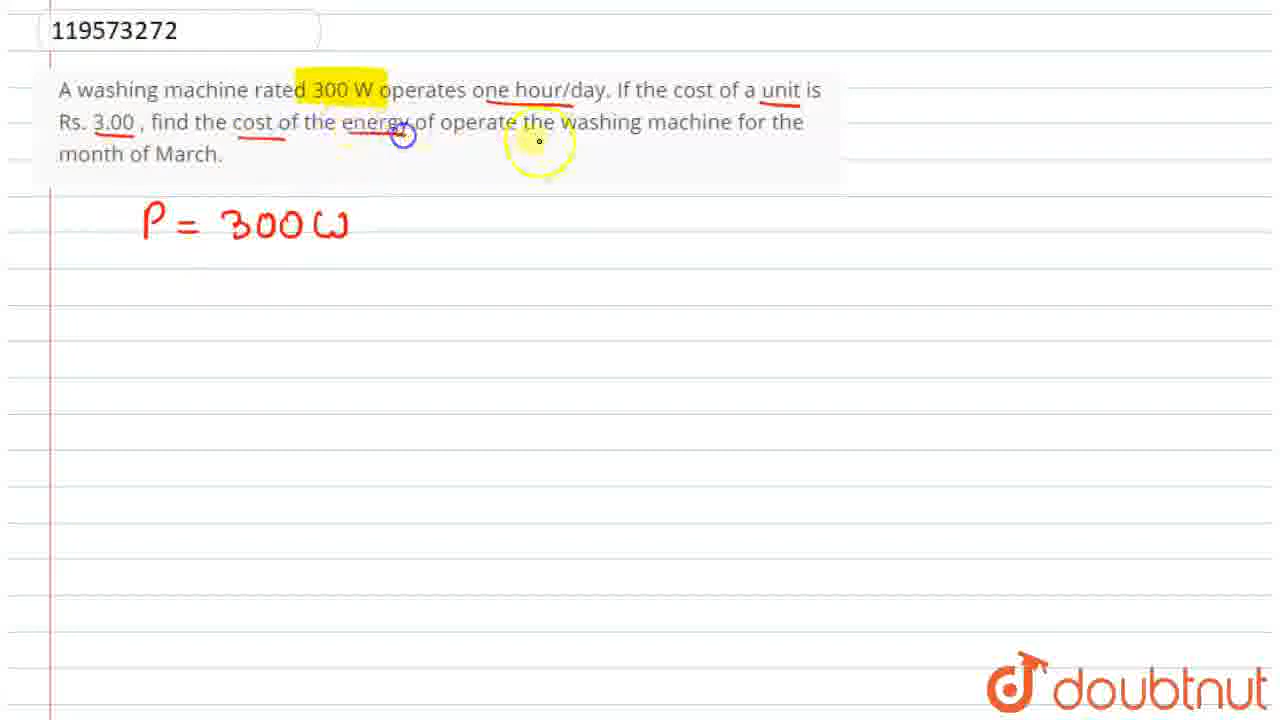 119573272
A washing machine rated 300 W operates one hour/day. If the cost of a unit is
Rs. 3.00 , find the cost of the energy of operate the washing machine for the
month of March.
P = 300 W
doubtnut